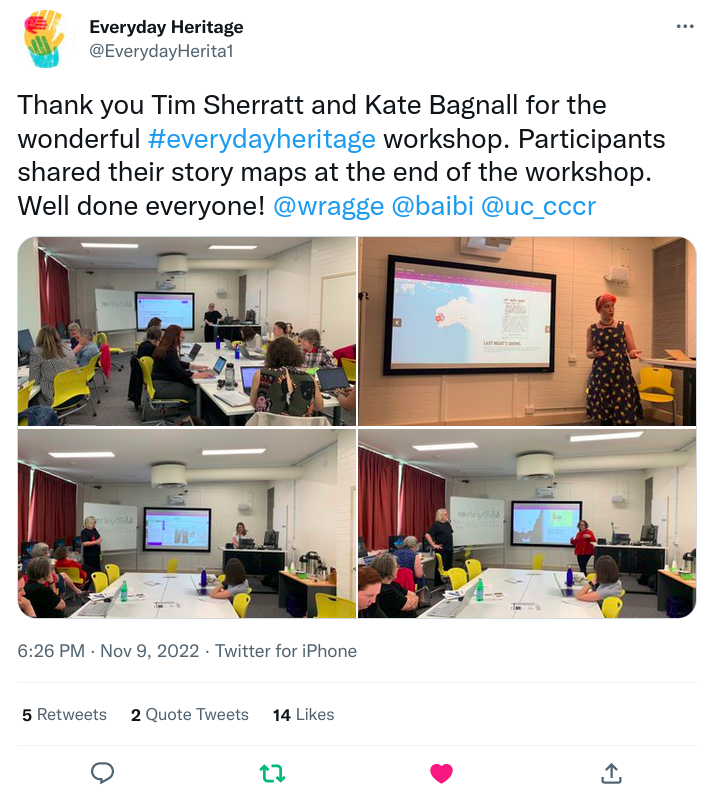 Everyday Heritage
@EverydayHerita1
Thank you Tim Sherratt and Kate Bagnall for the
wonderful #everydayheritage workshop. Participants
shared their story maps at the end of the workshop.
Well done everyone! @wragge @baibi @uc_cccr
LAST NIGHT'S SHOWS
6:26 PM · Nov 9, 2022 · Twitter for iPhone
5 Retweets 2 Quote Tweets 14 Likes